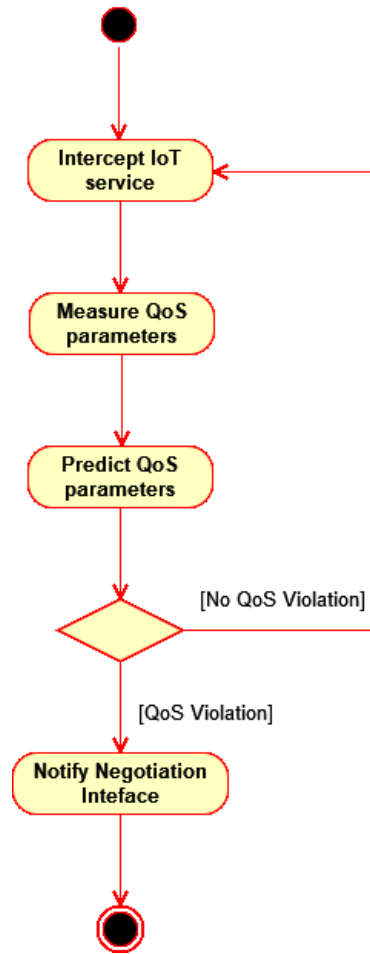 Intercept IoT
service
Measure QoS
parameters
Predict QoS
parameters
[No QoS Violation]
[QoS Violation]
Notify Negotiation
Inteface